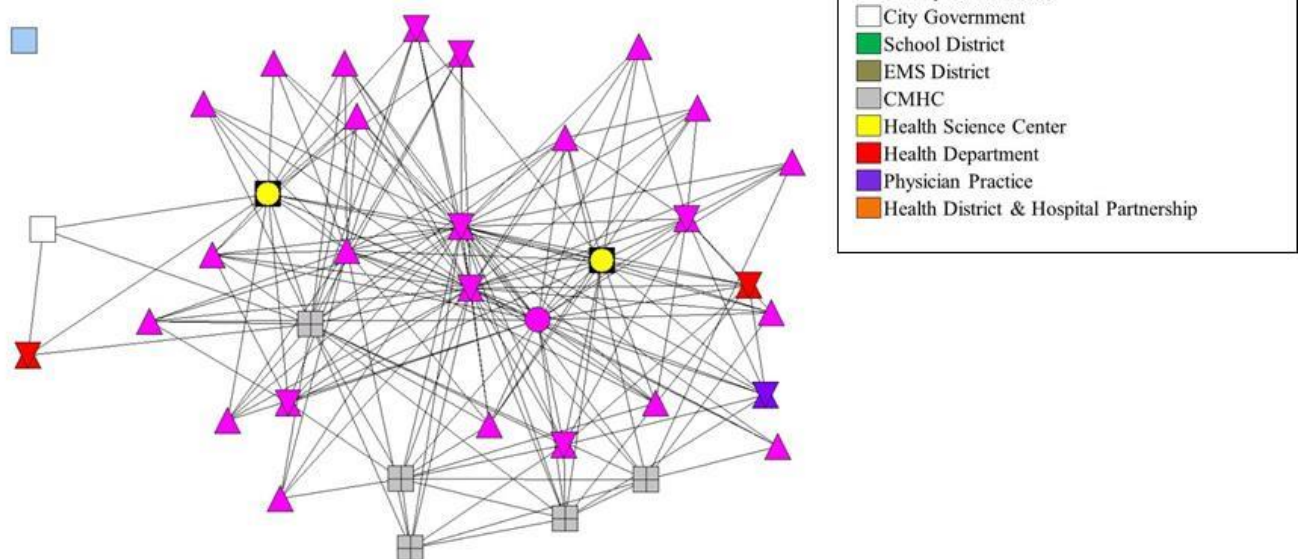 City Government
School District
EMS District
CMHC
Health Science Center
Health Department
Physician Practice
Health District & Hospital Partnership